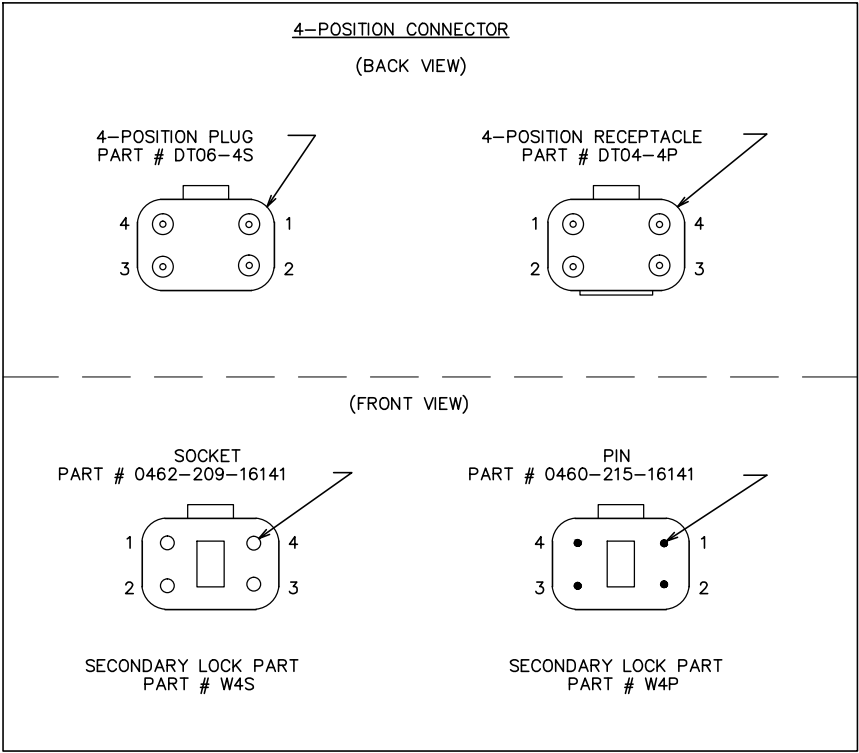 4-POSITION CONNECTOR
(BACK VIEW)
4-POSITION PLUG
PART # DT06-4S
4-POSITION RECEPTACLE
PART # DT04-4P
4 1
3 2
1 4
2 3
(FRONT VIEW)
SOCKET
PART # 0462-209-16141
PIN
PART # 0460-215-16141
1 4
2 3
4 1
3 2
SECONDARY LOCK PART
PART # W4S
SECONDARY LOCK PART
PART # W4P